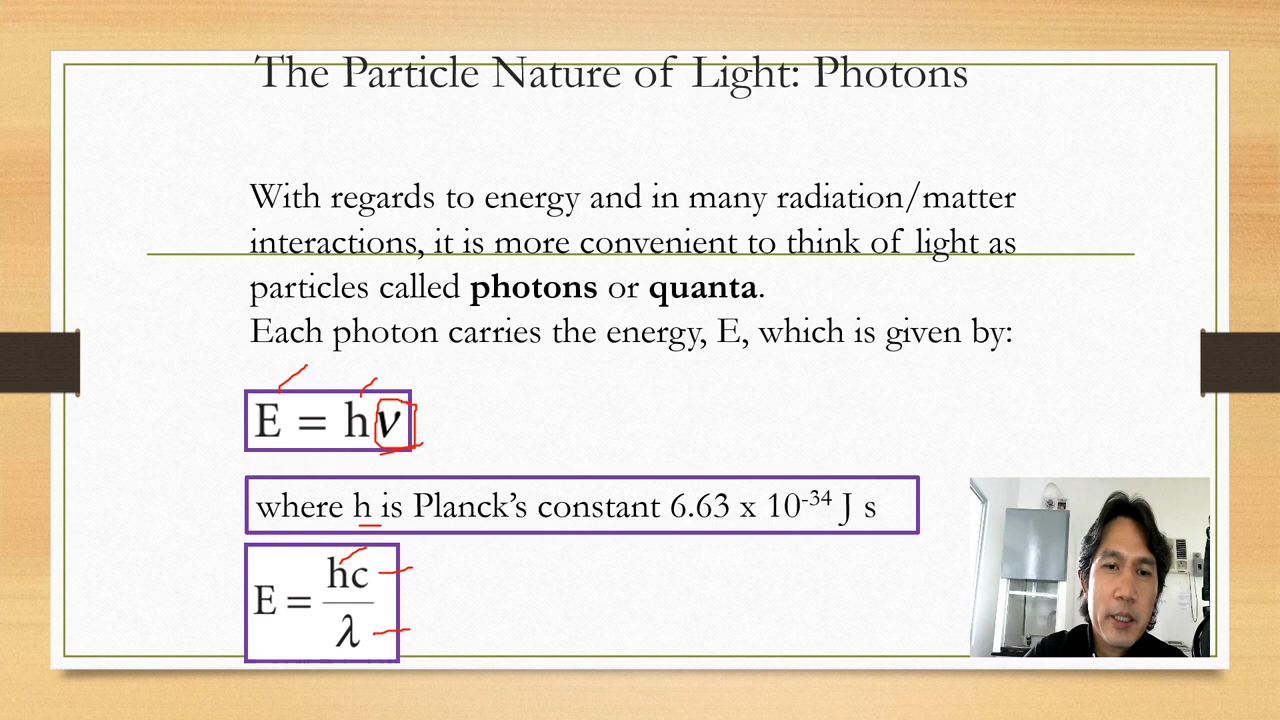 The Particle Nature of Light: Photons
With regards to energy and in many radiation/matter
interactions, it is more convenient to think of light as
particles called photons or quanta.
Each photon carries the energy, E, which is given by:
E = hν
where h is Planck’s constant 6.63 x 10⁻³⁴ J s
E = hc/λ